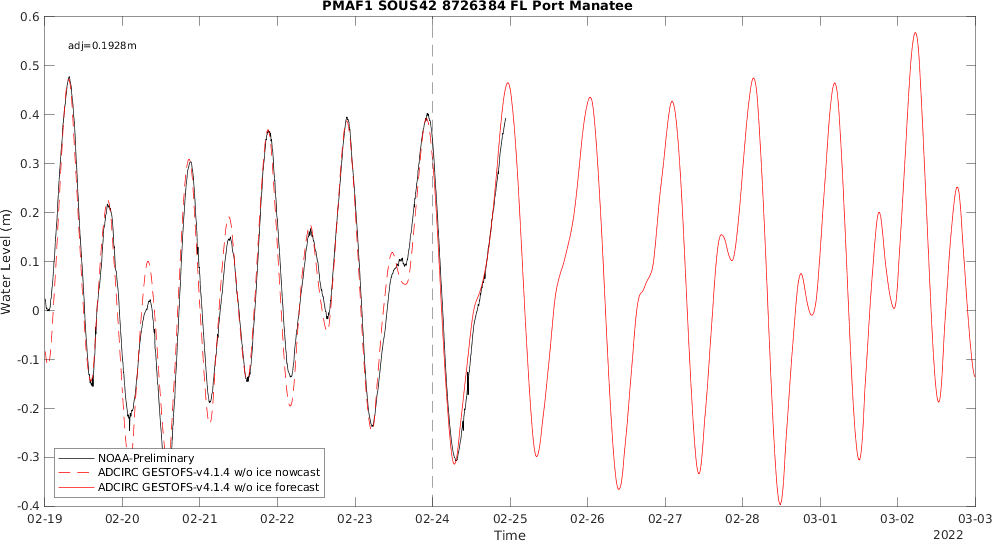 PMAF1 SOUS42 8726384 FL Port Manatee
adj=0.1928m
0.6
0.5
0.4
0.3
0.2
0.1
0
-0.1
-0.2
-0.3
-0.4
Water Level (m)
NOAA-Preliminary
ADCIRC GESTOFS-v4.1.4 w/o ice nowcast
ADCIRC GESTOFS-v4.1.4 w/o ice forecast
02-19 02-20 02-21 02-22 02-23 02-24 02-25 02-26 02-27 02-28 03-01 03-02 03-03
Time
2022